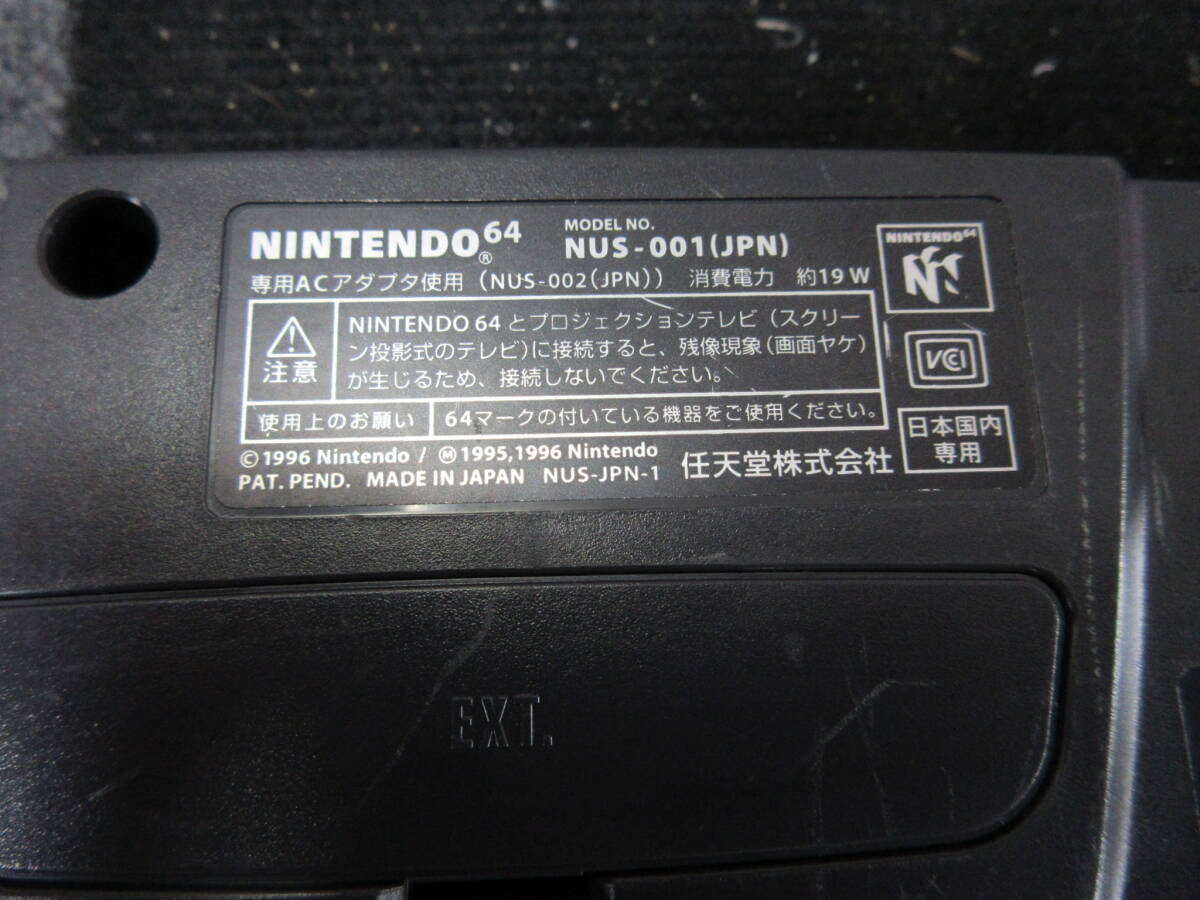 NINTENDO64®
MODEL NO.
NUS-001(JPN)
専用ACアダプタ使用 (NUS-002(JPN)) 消費電力 約19W
注意
NINTENDO 64 とプロジェクションテレビ(スクリーン投影式のテレビ)に接続すると、残像現象(画面ヤケ)
が生じるため、接続しないでください。
使用上のお願い
64マークの付いている機器をご使用ください。
© 1996 Nintendo / Ⓜ 1995,1996 Nintendo
PAT. PEND. MADE IN JAPAN NUS-JPN-1
任天堂株式会社
NINTENDO64
VCI
日本国内
専用
EXT.